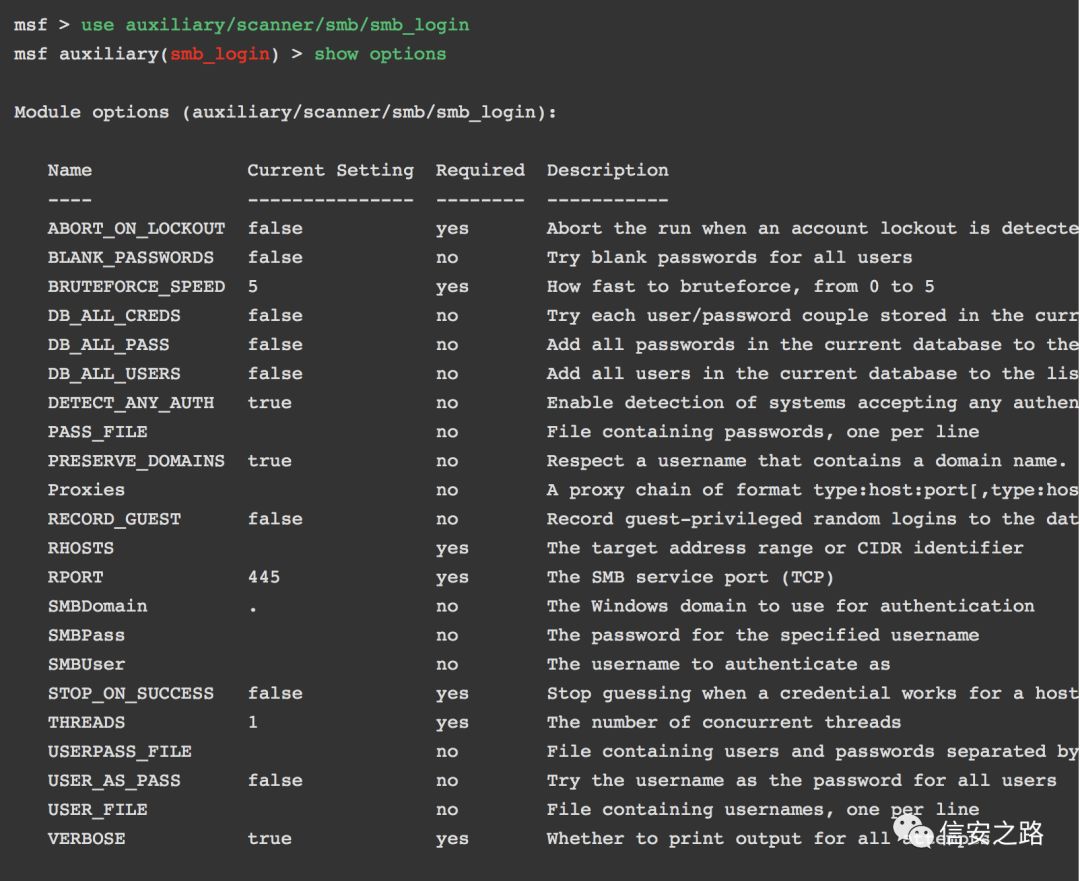 msf > use auxiliary/scanner/smb/smb_login
msf auxiliary(smb_login) > show options
Module options (auxiliary/scanner/smb/smb_login):
Name Current Setting Required Description
---- --------------- -------- -----------
ABORT_ON_LOCKOUT false yes Abort the run when an account lockout is detecte
BLANK_PASSWORDS false no Try blank passwords for all users
BRUTEFORCE_SPEED 5 yes How fast to bruteforce, from 0 to 5
DB_ALL_CREDS false no Try each user/password couple stored in the curr
DB_ALL_PASS false no Add all passwords in the current database to the
DB_ALL_USERS false no Add all users in the current database to the lis
DETECT_ANY_AUTH true no Enable detection of systems accepting any authen
PASS_FILE no File containing passwords, one per line
PRESERVE_DOMAINS true no Respect a username that contains a domain name.
Proxies no A proxy chain of format type:host:port[,type:hos
RECORD_GUEST false no Record guest-privileged random logins to the dat
RHOSTS yes The target address range or CIDR identifier
RPORT 445 yes The SMB service port (TCP)
SMBDomain . no The Windows domain to use for authentication
SMBPass no The password for the specified username
SMBUser no The username to authenticate as
STOP_ON_SUCCESS false yes Stop guessing when a credential works for a host
THREADS 1 yes The number of concurrent threads
USERPASS_FILE no File containing users and passwords separated by
USER_AS_PASS false no Try the username as the password for all users
USER_FILE no File containing usernames, one per line
VERBOSE true yes Whether to print output for all
信安之路